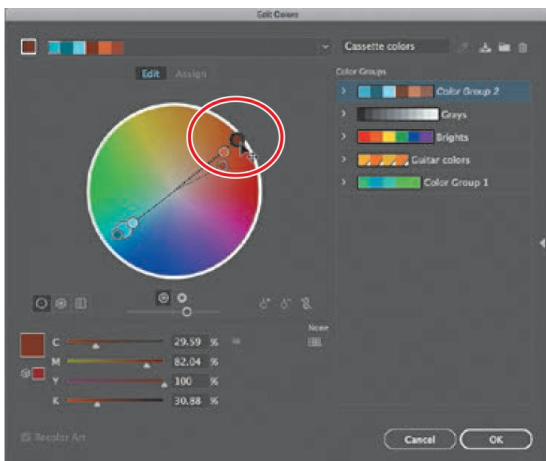 Edit Colors
Cassette colors
Edit Assign
Color Groups
Color Group 2
Grays
Brights
Guitar colors
Color Group 1
None
C 29.59 %
M 82.04 %
Y 100 %
K 30.88 %
Recolor Art
Cancel OK